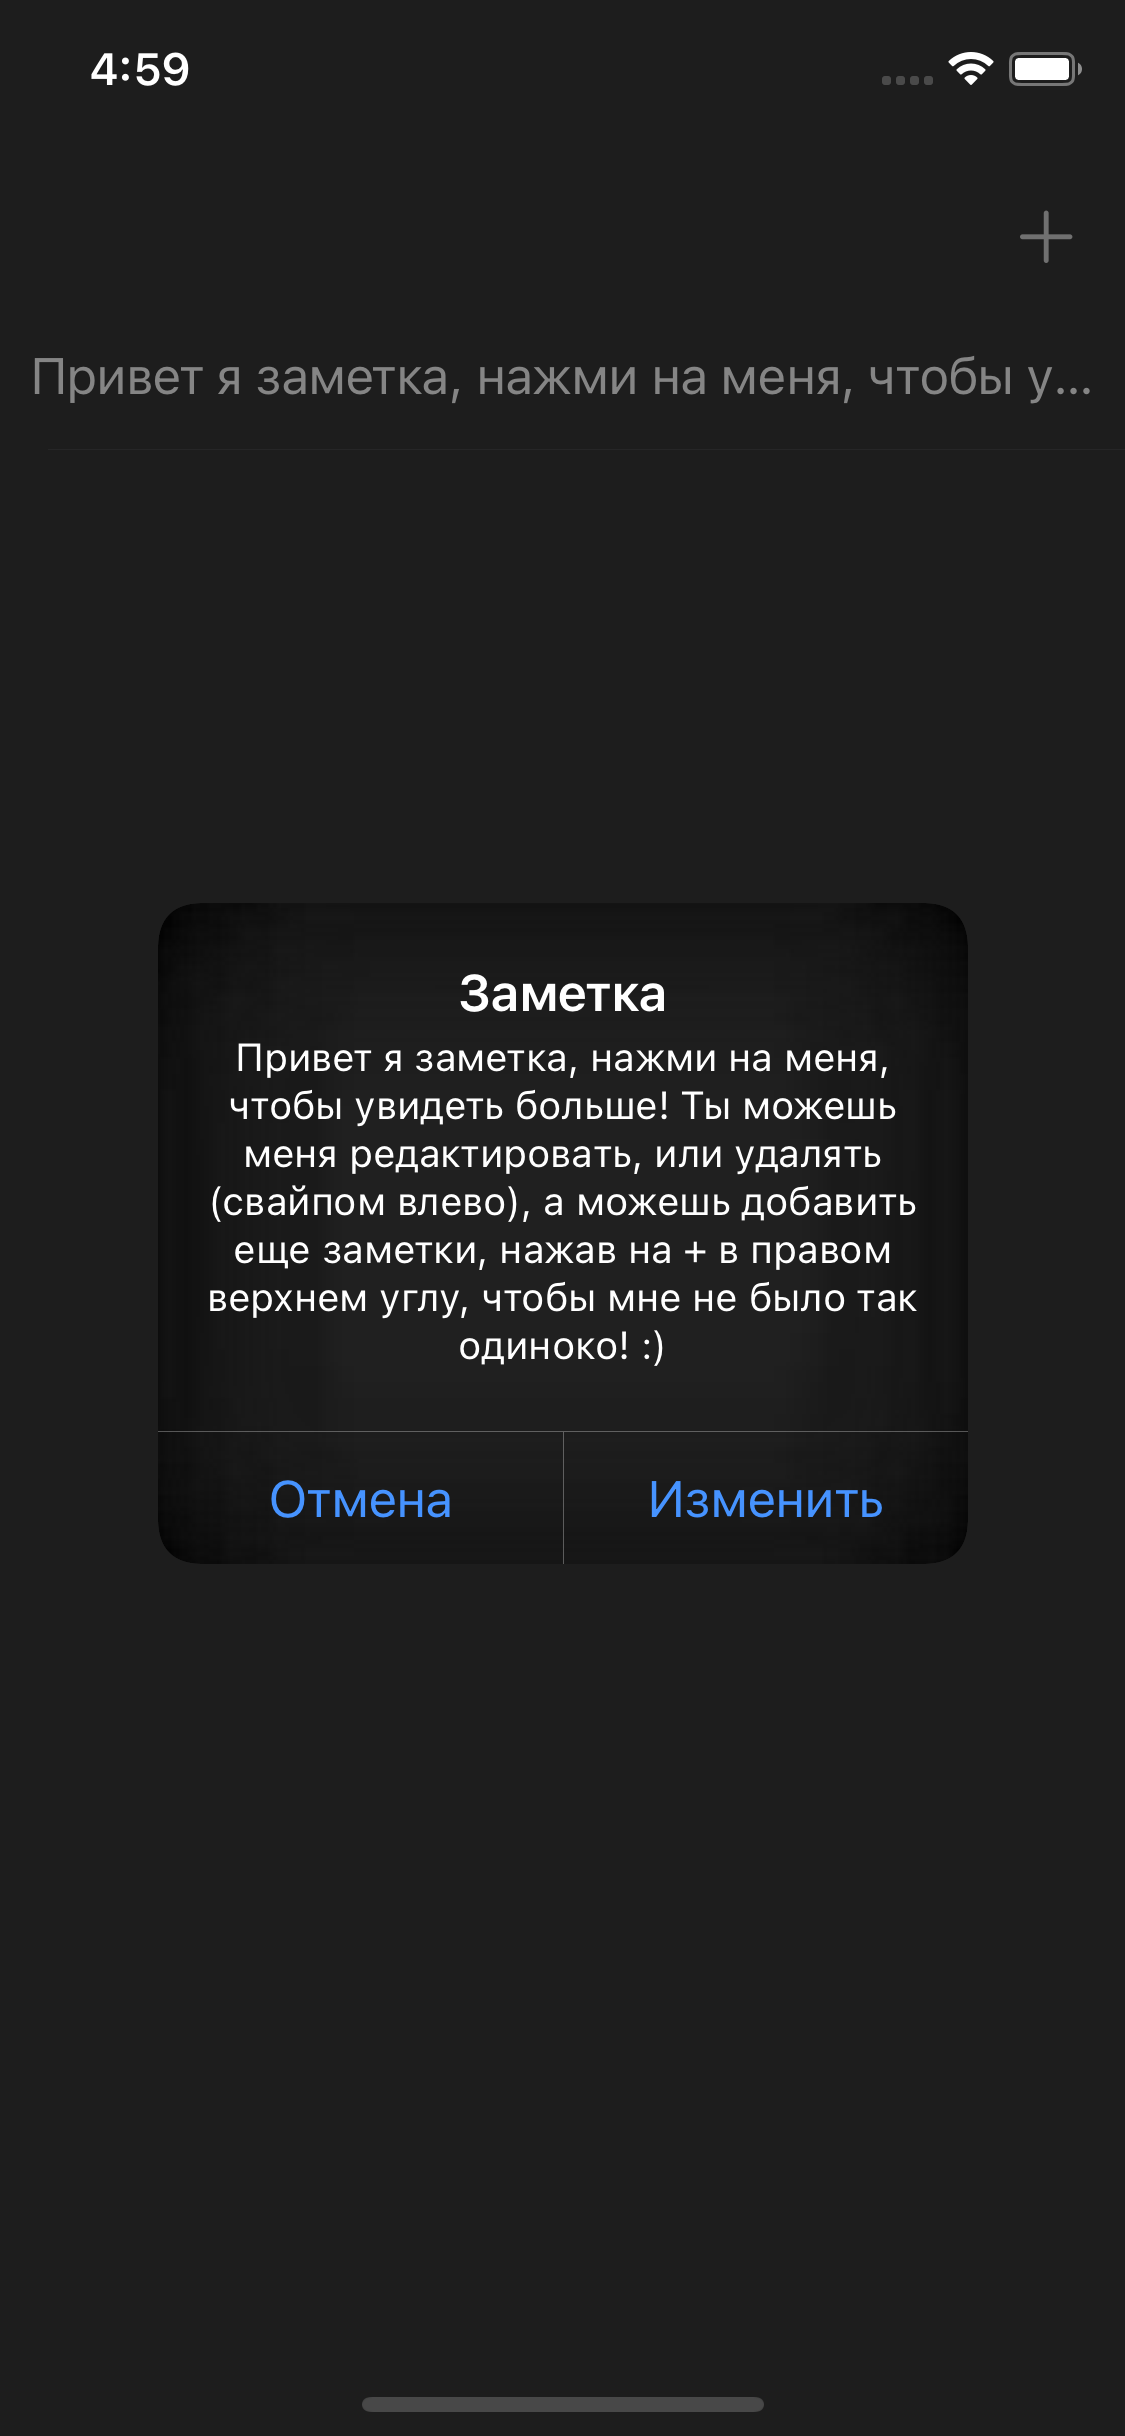 4:59
Привет я заметка, нажми на меня, чтобы у...
Заметка
Привет я заметка, нажми на меня,
чтобы увидеть больше! Ты можешь
меня редактировать, или удалять
(свайпом влево), а можешь добавить
еще заметки, нажав на + в правом
верхнем углу, чтобы мне не было так
одиноко! :)
Отмена
Изменить